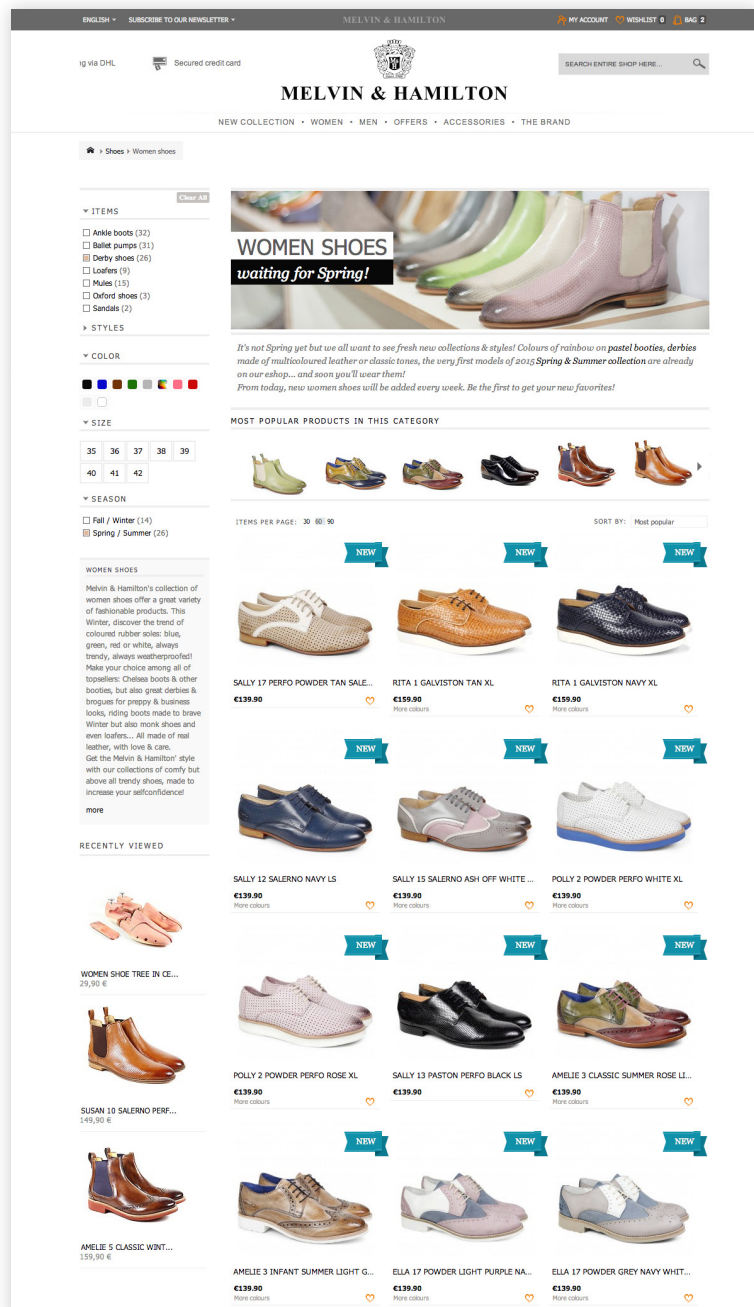 ENGLISH
SUBSCRIBE TO OUR NEWSLETTER
MELVIN & HAMILTON
MY ACCOUNT
WISHLIST 0
BAG 2
g via DHL
Secured credit card
MELVIN & HAMILTON
SEARCH ENTIRE SHOP HERE...
NEW COLLECTION • WOMEN • MEN • OFFERS • ACCESSORIES • THE BRAND
Shoes
Women shoes
Clear All
ITEMS
Ankle boots (32)
Ballet pumps (31)
Derby shoes (26)
Loafers (9)
Mules (15)
Oxford shoes (3)
Sandals (2)
STYLES
COLOR
SIZE
35 36 37 38 39
40 41 42
SEASON
Fall / Winter (14)
Spring / Summer (26)
WOMEN SHOES
Melvin & Hamilton's collection of
women shoes offer a great variety
of fashionable products. This
Winter, discover the trend of
coloured rubber soles: blue,
green, red or white, always
trendy, always weatherproofed!
Make your choice among all of
topsellers: Chelsea boots & other
booties, but also great derbies &
brogues for preppy & business
looks, riding boots made to brave
Winter but also monk shoes and
even loafers... All made of real
leather, with love & care.
Get the Melvin & Hamilton' style
with our collections of comfy but
above all trendy shoes, made to
increase your selfconfidence!
more
RECENTLY VIEWED
WOMEN SHOE TREE IN CE...
29,90 €
SUSAN 10 SALERNO PERF...
149,90 €
AMELIE 5 CLASSIC WINT...
159,90 €
WOMEN SHOES
waiting for Spring!
It's not Spring yet but we all want to see fresh new collections & styles! Colours of rainbow on pastel booties, derbies
made of multicoloured leather or classic tones, the very first models of 2015 Spring & Summer collection are already
on our eshop... and soon you'll wear them!
From today, new women shoes will be added every week. Be the first to get your new favorites!
MOST POPULAR PRODUCTS IN THIS CATEGORY
ITEMS PER PAGE: 30 60 90
SORT BY: Most popular
NEW
NEW
NEW
SALLY 17 PERFO POWDER TAN SALE...
€139.90
RITA 1 GALVISTON TAN XL
€159.90
More colours
RITA 1 GALVISTON NAVY XL
€159.90
More colours
NEW
NEW
NEW
SALLY 12 SALERNO NAVY LS
€139.90
More colours
SALLY 15 SALERNO ASH OFF WHITE ...
€139.90
More colours
POLLY 2 POWDER PERFO WHITE XL
€139.90
More colours
NEW
NEW
NEW
POLLY 2 POWDER PERFO ROSE XL
€139.90
More colours
SALLY 13 PASTON PERFO BLACK LS
€139.90
AMELIE 3 CLASSIC SUMMER ROSE LI...
€139.90
More colours
NEW
NEW
NEW
AMELIE 3 INFANT SUMMER LIGHT G...
€139.90
More colours
ELLA 17 POWDER LIGHT PURPLE NA...
€139.90
More colours
ELLA 17 POWDER GREY NAVY WHIT...
€139.90
More colours